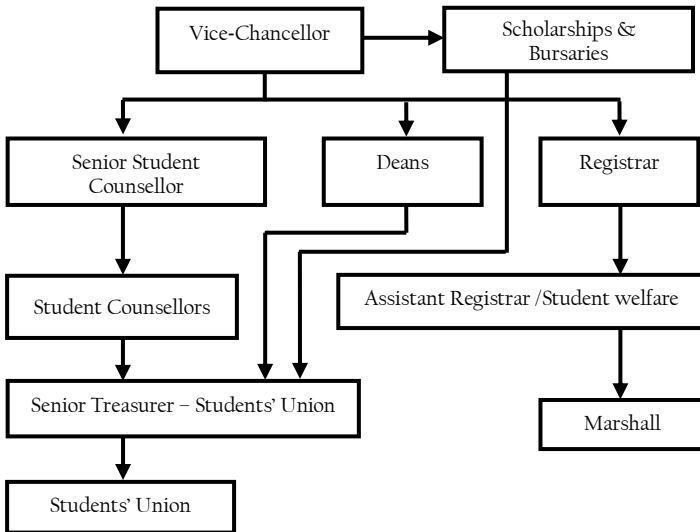 Vice-Chancellor
Scholarships &
Bursaries
Senior Student
Counsellor
Deans
Registrar
Student Counsellors
Assistant Registrar /Student welfare
Senior Treasurer – Students’ Union
Marshall
Students’ Union